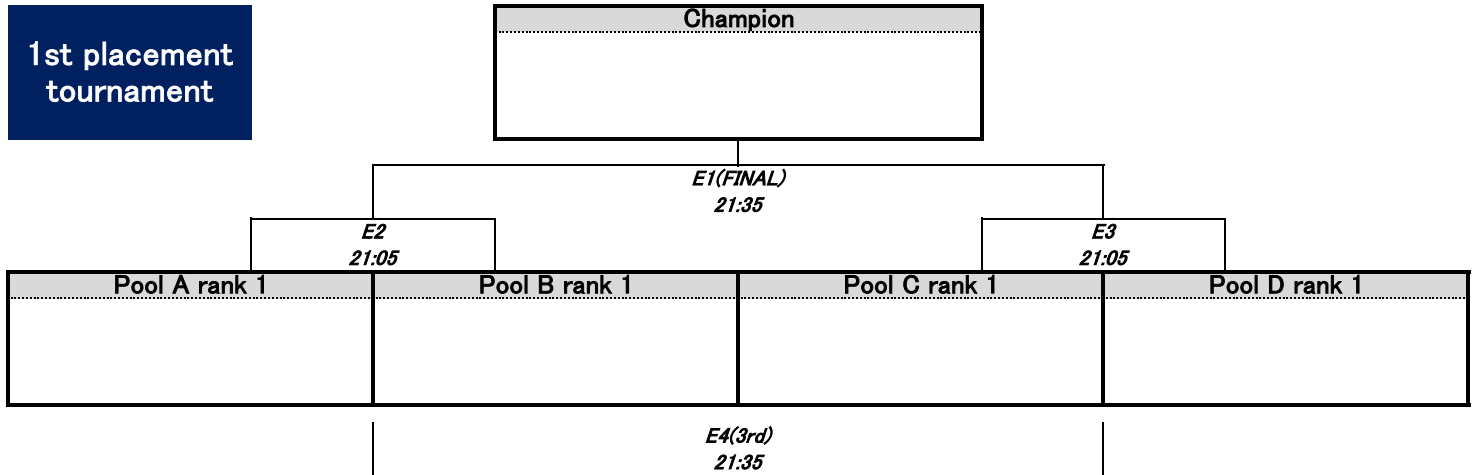 1st placement
tournament
Champion
E1(FINAL)
21:35
E2
21:05
E3
21:05
Pool A rank 1
Pool B rank 1
Pool C rank 1
Pool D rank 1
E4(3rd)
21:35